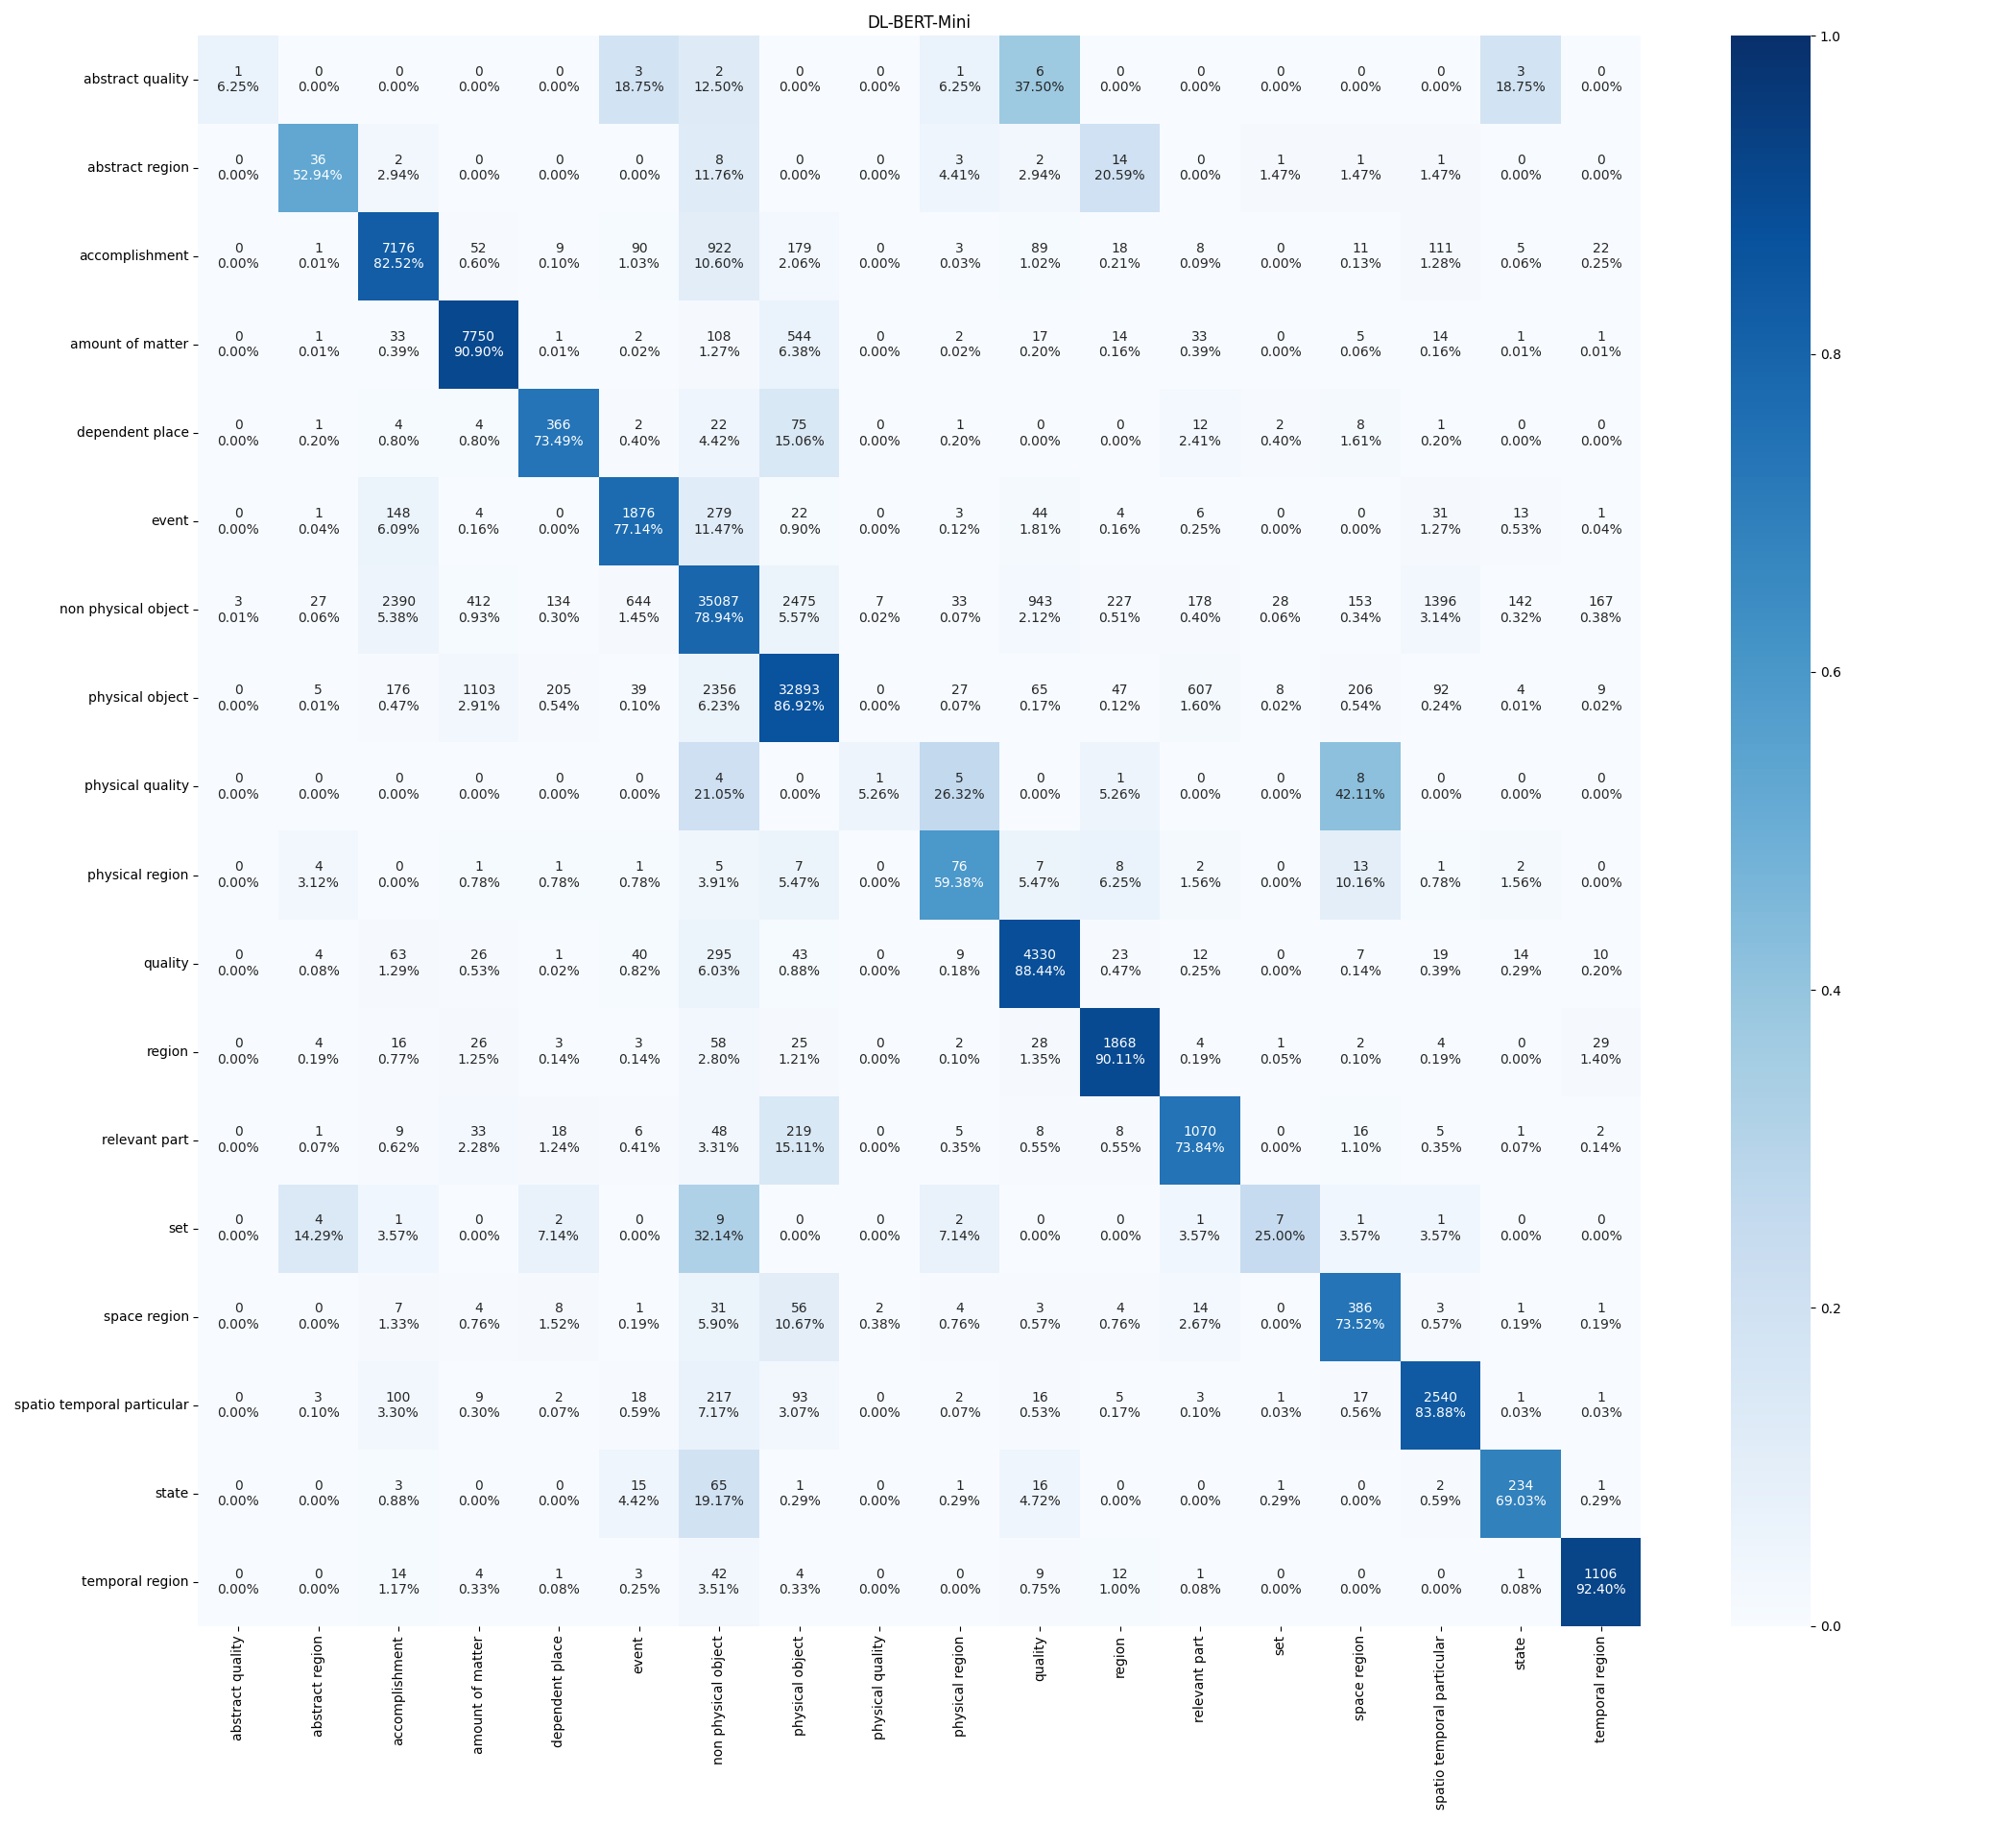 DL-BERT-Mini
abstract quality 1 0 0 0 0 3 2 0 0 1 6 0 0 0 0 0 3 0
6.25% 0.00% 0.00% 0.00% 0.00% 18.75% 12.50% 0.00% 0.00% 6.25% 37.50% 0.00% 0.00% 0.00% 0.00% 0.00% 18.75% 0.00%
abstract region 0 36 2 0 0 0 8 0 0 3 2 14 0 1 1 1 0 0
0.00% 52.94% 2.94% 0.00% 0.00% 0.00% 11.76% 0.00% 0.00% 4.41% 2.94% 20.59% 0.00% 1.47% 1.47% 1.47% 0.00% 0.00%
accomplishment 0 1 7176 52 9 90 922 179 0 3 89 18 8 0 11 111 5 22
0.00% 0.01% 82.52% 0.60% 0.10% 1.03% 10.60% 2.06% 0.00% 0.03% 1.02% 0.21% 0.09% 0.00% 0.13% 1.28% 0.06% 0.25%
amount of matter 0 1 33 7750 1 2 108 544 0 2 17 14 33 0 5 14 1 1
0.00% 0.01% 0.39% 90.90% 0.01% 0.02% 1.27% 6.38% 0.00% 0.02% 0.20% 0.16% 0.39% 0.00% 0.06% 0.16% 0.01% 0.01%
dependent place 0 1 4 4 366 2 22 75 0 1 0 0 12 2 8 1 0 0
0.00% 0.20% 0.80% 0.80% 73.49% 0.40% 4.42% 15.06% 0.00% 0.20% 0.00% 0.00% 2.41% 0.40% 1.61% 0.20% 0.00% 0.00%
event 0 1 148 4 0 1876 279 22 0 3 44 4 6 0 0 31 13 1
0.00% 0.04% 6.09% 0.16% 0.00% 77.14% 11.47% 0.90% 0.00% 0.12% 1.81% 0.16% 0.25% 0.00% 0.00% 1.27% 0.53% 0.04%
non physical object 3 27 2390 412 134 644 35087 2475 7 33 943 227 178 28 153 1396 142 167
0.01% 0.06% 5.38% 0.93% 0.30% 1.45% 78.94% 5.57% 0.02% 0.07% 2.12% 0.51% 0.40% 0.06% 0.34% 3.14% 0.32% 0.38%
physical object 0 5 176 1103 205 39 2356 32893 0 27 65 47 607 8 206 92 4 9
0.00% 0.01% 0.47% 2.91% 0.54% 0.10% 6.23% 86.92% 0.00% 0.07% 0.17% 0.12% 1.60% 0.02% 0.54% 0.24% 0.01% 0.02%
physical quality 0 0 0 0 0 0 4 0 1 5 0 1 0 0 8 0 0 0
0.00% 0.00% 0.00% 0.00% 0.00% 0.00% 21.05% 0.00% 5.26% 26.32% 0.00% 5.26% 0.00% 0.00% 42.11% 0.00% 0.00% 0.00%
physical region 0 4 0 1 1 1 5 7 0 76 7 8 2 0 13 1 2 0
0.00% 3.12% 0.00% 0.78% 0.78% 0.78% 3.91% 5.47% 0.00% 59.38% 5.47% 6.25% 1.56% 0.00% 10.16% 0.78% 1.56% 0.00%
quality 0 4 63 26 1 40 295 43 0 9 4330 23 12 0 7 19 14 10
0.00% 0.08% 1.29% 0.53% 0.02% 0.82% 6.03% 0.88% 0.00% 0.18% 88.44% 0.47% 0.25% 0.00% 0.14% 0.39% 0.29% 0.20%
region 0 4 16 26 3 3 58 25 0 2 28 1868 4 1 2 4 0 29
0.00% 0.19% 0.77% 1.25% 0.14% 0.14% 2.80% 1.21% 0.00% 0.10% 1.35% 90.11% 0.19% 0.05% 0.10% 0.19% 0.00% 1.40%
relevant part 0 1 9 33 18 6 48 219 0 5 8 8 1070 0 16 5 1 2
0.00% 0.07% 0.62% 2.28% 1.24% 0.41% 3.31% 15.11% 0.00% 0.35% 0.55% 0.55% 73.84% 0.00% 1.10% 0.35% 0.07% 0.14%
set 0 4 1 0 2 0 9 0 0 2 0 0 1 7 1 1 0 0
0.00% 14.29% 3.57% 0.00% 7.14% 0.00% 32.14% 0.00% 0.00% 7.14% 0.00% 0.00% 3.57% 25.00% 3.57% 3.57% 0.00% 0.00%
space region 0 0 7 4 8 1 31 56 2 4 3 4 14 0 386 3 1 1
0.00% 0.00% 1.33% 0.76% 1.52% 0.19% 5.90% 10.67% 0.38% 0.76% 0.57% 0.76% 2.67% 0.00% 73.52% 0.57% 0.19% 0.19%
spatio temporal particular 0 3 100 9 2 18 217 93 0 2 16 5 3 1 17 2540 1 1
0.00% 0.10% 3.30% 0.30% 0.07% 0.59% 7.17% 3.07% 0.00% 0.07% 0.53% 0.17% 0.10% 0.03% 0.56% 83.88% 0.03% 0.03%
state 0 0 3 0 0 15 65 1 0 1 16 0 0 1 0 2 234 1
0.00% 0.00% 0.88% 0.00% 0.00% 4.42% 19.17% 0.29% 0.00% 0.29% 4.72% 0.00% 0.00% 0.29% 0.00% 0.59% 69.03% 0.29%
temporal region 0 0 14 4 1 3 42 4 0 0 9 12 1 0 0 0 1 1106
0.00% 0.00% 1.17% 0.33% 0.08% 0.25% 3.51% 0.33% 0.00% 0.00% 0.75% 1.00% 0.08% 0.00% 0.00% 0.00% 0.08% 92.40%
abstract quality
abstract region
accomplishment
amount of matter
dependent place
event
non physical object
physical object
physical quality
physical region
quality
region
relevant part
set
space region
spatio temporal particular
state
temporal region
1.0
0.8
0.6
0.4
0.2
0.0